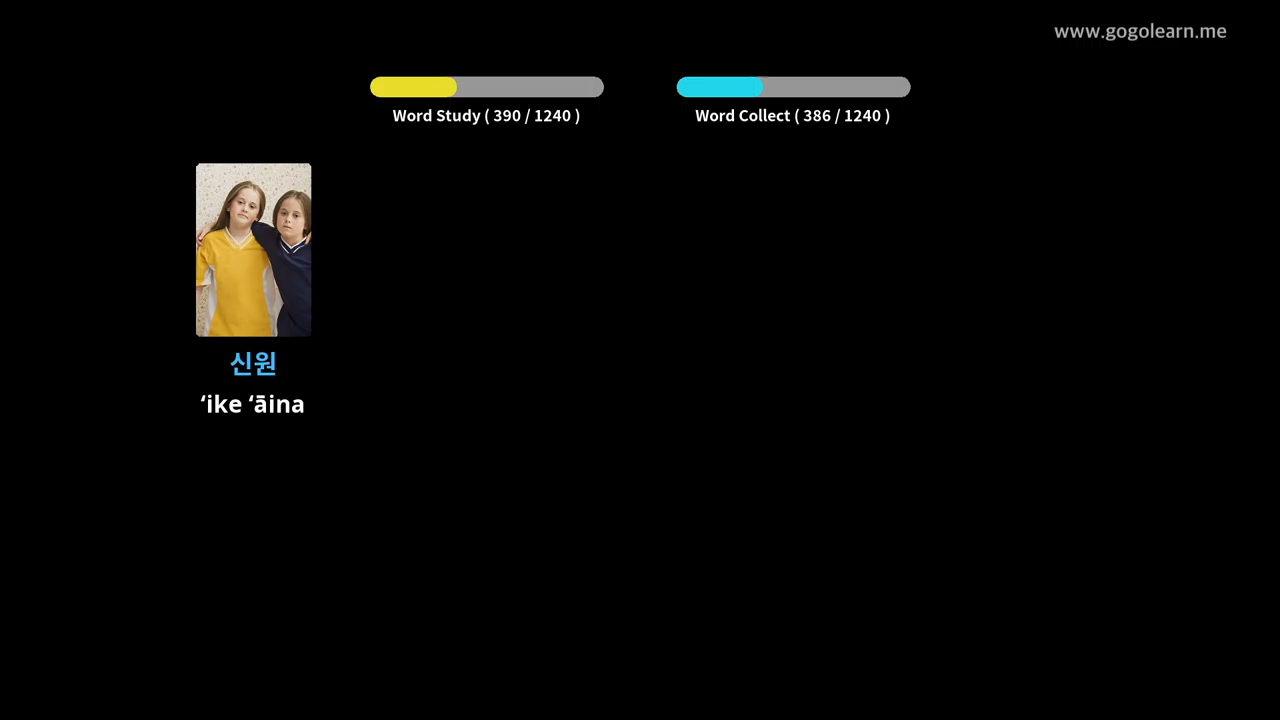 www.gogolearn.me
Word Study ( 390 / 1240 )
Word Collect ( 386 / 1240 )
신원
ʻike ʻāina